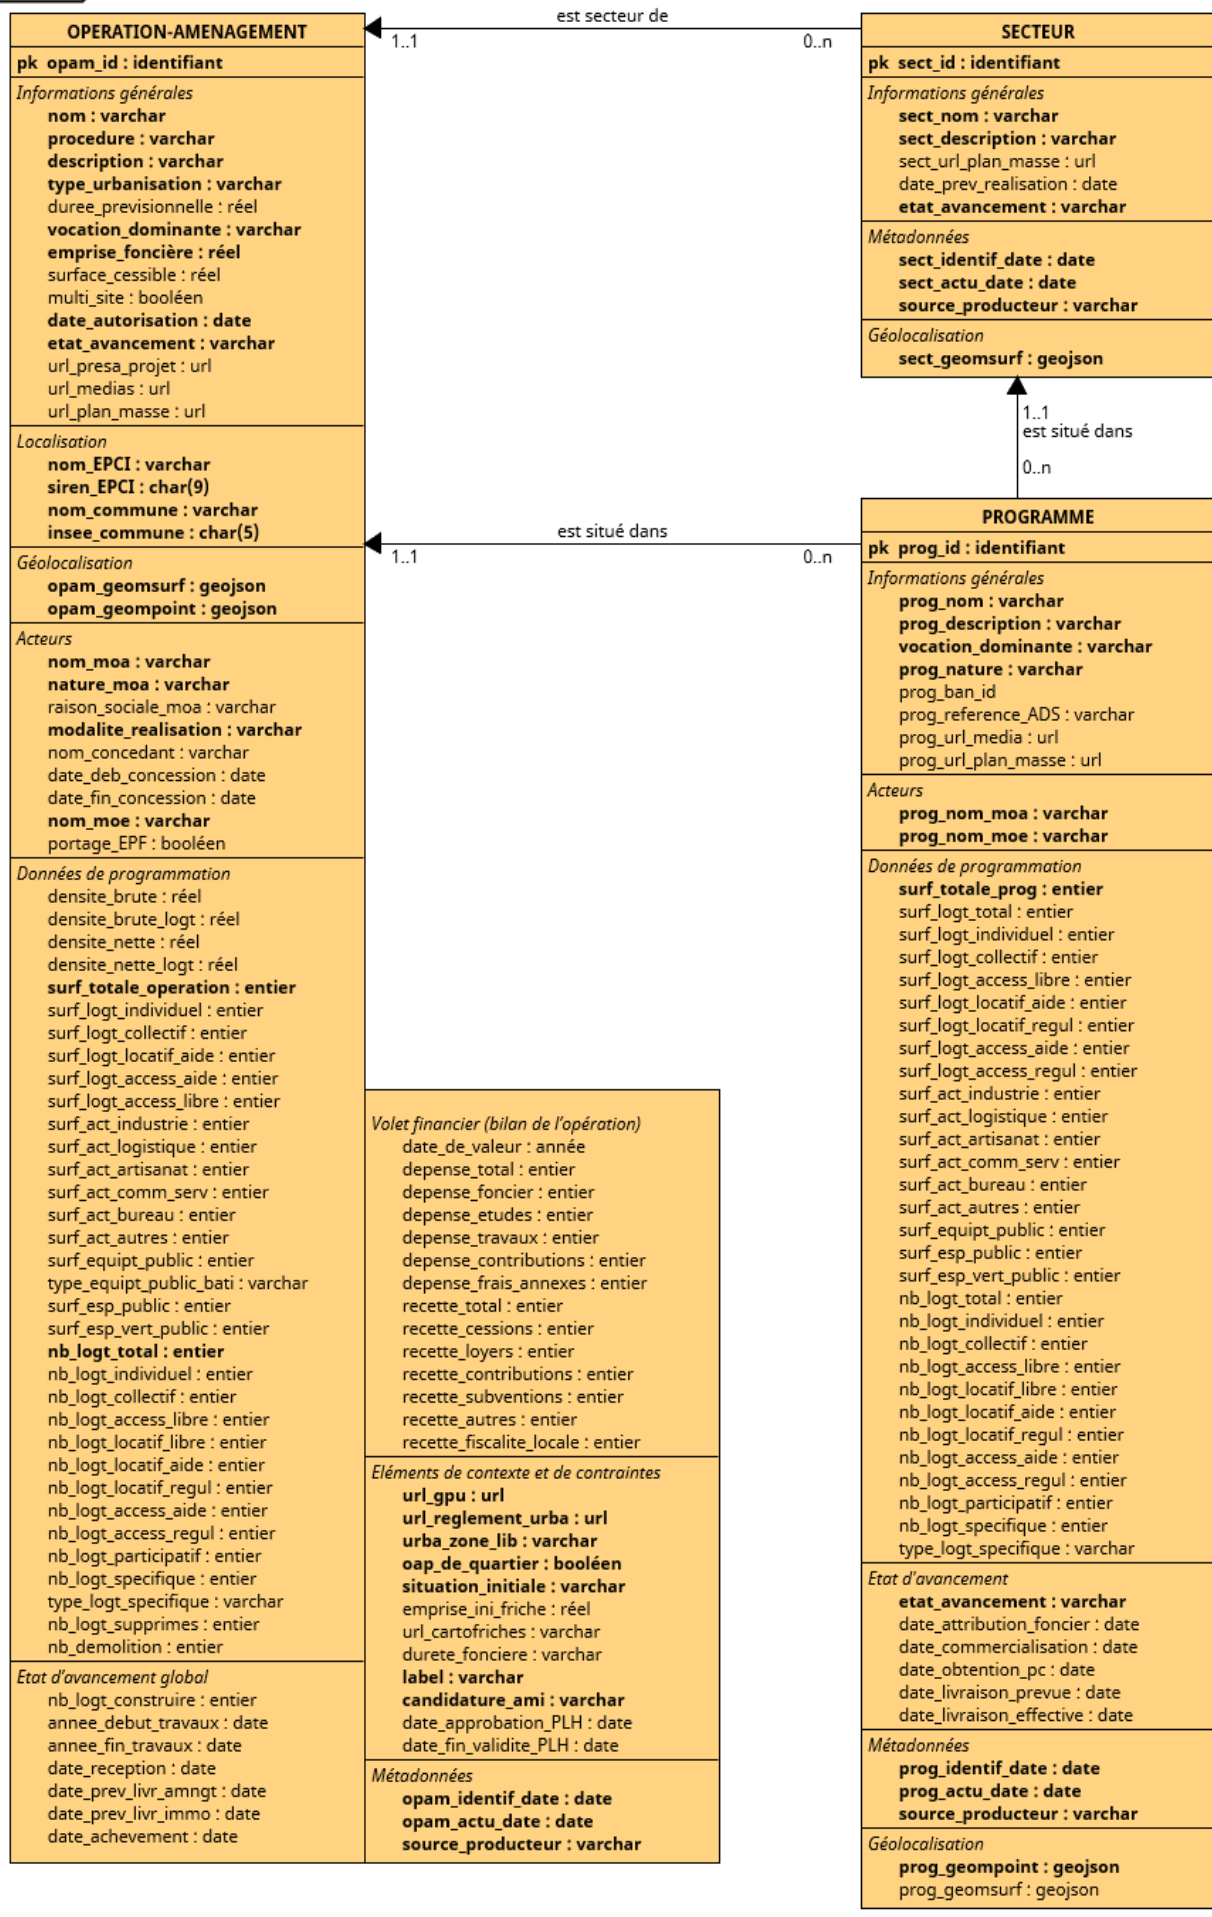 OPERATION-AMENAGEMENT
pk opam_id : identifiant
Informations générales
nom : varchar
procedure : varchar
description : varchar
type_urbanisation : varchar
duree_previsionnelle : réel
vocation_dominante : varchar
emprise_foncière : réel
surface_cessible : réel
multi_site : booléen
date_autorisation : date
etat_avancement : varchar
url_presa_projet : url
url_medias : url
url_plan_masse : url
Localisation
nom_EPCI : varchar
siren_EPCI : char(9)
nom_commune : varchar
insee_commune : char(5)
Géolocalisation
opam_geomsurf : geojson
opam_geompoint : geojson
Acteurs
nom_moa : varchar
nature_moa : varchar
raison_sociale_moa : varchar
modalite_realisation : varchar
nom_concedant : varchar
date_deb_concession : date
date_fin_concession : date
nom_moe : varchar
portage_EPF : booléen
Données de programmation
densite_brute : réel
densite_brute_logt : réel
densite_nette : réel
densite_nette_logt : réel
surf_totale_operation : entier
surf_logt_individuel : entier
surf_logt_collectif : entier
surf_logt_locatif_aide : entier
surf_logt_access_aide : entier
surf_logt_access_libre : entier
surf_act_industrie : entier
surf_act_logistique : entier
surf_act_artisanat : entier
surf_act_comm_serv : entier
surf_act_bureau : entier
surf_act_autres : entier
surf_equipt_public : entier
type_equipt_public_bati : varchar
surf_esp_public : entier
surf_esp_vert_public : entier
nb_logt_total : entier
nb_logt_individuel : entier
nb_logt_collectif : entier
nb_logt_access_libre : entier
nb_logt_locatif_libre : entier
nb_logt_locatif_aide : entier
nb_logt_locatif_regul : entier
nb_logt_access_aide : entier
nb_logt_access_regul : entier
nb_logt_participatif : entier
nb_logt_specifique : entier
type_logt_specifique : varchar
nb_logt_supprimes : entier
nb_demolition : entier
Etat d'avancement global
nb_logt_construire : entier
annee_debut_travaux : date
annee_fin_travaux : date
date_reception : date
date_prev_livr_amngt : date
date_prev_livr_immo : date
date_achevement : date
Volet financier (bilan de l'opération)
date_de_valeur : année
depense_total : entier
depense_foncier : entier
depense_etudes : entier
depense_travaux : entier
depense_contributions : entier
depense_frais_annexes : entier
recette_total : entier
recette_cessions : entier
recette_loyers : entier
recette_contributions : entier
recette_subventions : entier
recette_autres : entier
recette_fiscalite_locale : entier
Eléments de contexte et de contraintes
url_gpu : url
url_reglement_urba : url
urba_zone_lib : varchar
oap_de_quartier : booléen
situation_initiale : varchar
emprise_ini_friche : réel
url_cartofriches : varchar
durete_fonciere : varchar
label : varchar
candidature_ami : varchar
date_approbation_PLH : date
date_fin_validite_PLH : date
Métadonnées
opam_identif_date : date
opam_actu_date : date
source_producteur : varchar
est secteur de
1..1
0..n
SECTEUR
pk sect_id : identifiant
Informations générales
sect_nom : varchar
sect_description : varchar
sect_url_plan_masse : url
date_prev_realisation : date
etat_avancement : varchar
Métadonnées
sect_identif_date : date
sect_actu_date : date
source_producteur : varchar
Géolocalisation
sect_geomsurf : geojson
1..1
est situé dans
0..n
est situé dans
1..1
0..n
PROGRAMME
pk prog_id : identifiant
Informations générales
prog_nom : varchar
prog_description : varchar
vocation_dominante : varchar
prog_nature : varchar
prog_ban_id
prog_reference_ADS : varchar
prog_url_media : url
prog_url_plan_masse : url
Acteurs
prog_nom_moa : varchar
prog_nom_moe : varchar
Données de programmation
surf_totale_prog : entier
surf_logt_total : entier
surf_logt_individuel : entier
surf_logt_collectif : entier
surf_logt_access_libre : entier
surf_logt_locatif_aide : entier
surf_logt_locatif_regul : entier
surf_logt_access_aide : entier
surf_logt_access_regul : entier
surf_act_industrie : entier
surf_act_logistique : entier
surf_act_artisanat : entier
surf_act_comm_serv : entier
surf_act_bureau : entier
surf_act_autres : entier
surf_equipt_public : entier
surf_esp_public : entier
surf_esp_vert_public : entier
nb_logt_total : entier
nb_logt_individuel : entier
nb_logt_collectif : entier
nb_logt_access_libre : entier
nb_logt_locatif_libre : entier
nb_logt_locatif_aide : entier
nb_logt_locatif_regul : entier
nb_logt_access_aide : entier
nb_logt_access_regul : entier
nb_logt_participatif : entier
nb_logt_specifique : entier
type_logt_specifique : varchar
Etat d'avancement
etat_avancement : varchar
date_attribution_foncier : date
date_commercialisation : date
date_obtention_pc : date
date_livraison_prevue : date
date_livraison_effective : date
Métadonnées
prog_identif_date : date
prog_actu_date : date
source_producteur : varchar
Géolocalisation
prog_geompoint : geojson
prog_geomsurf : geojson